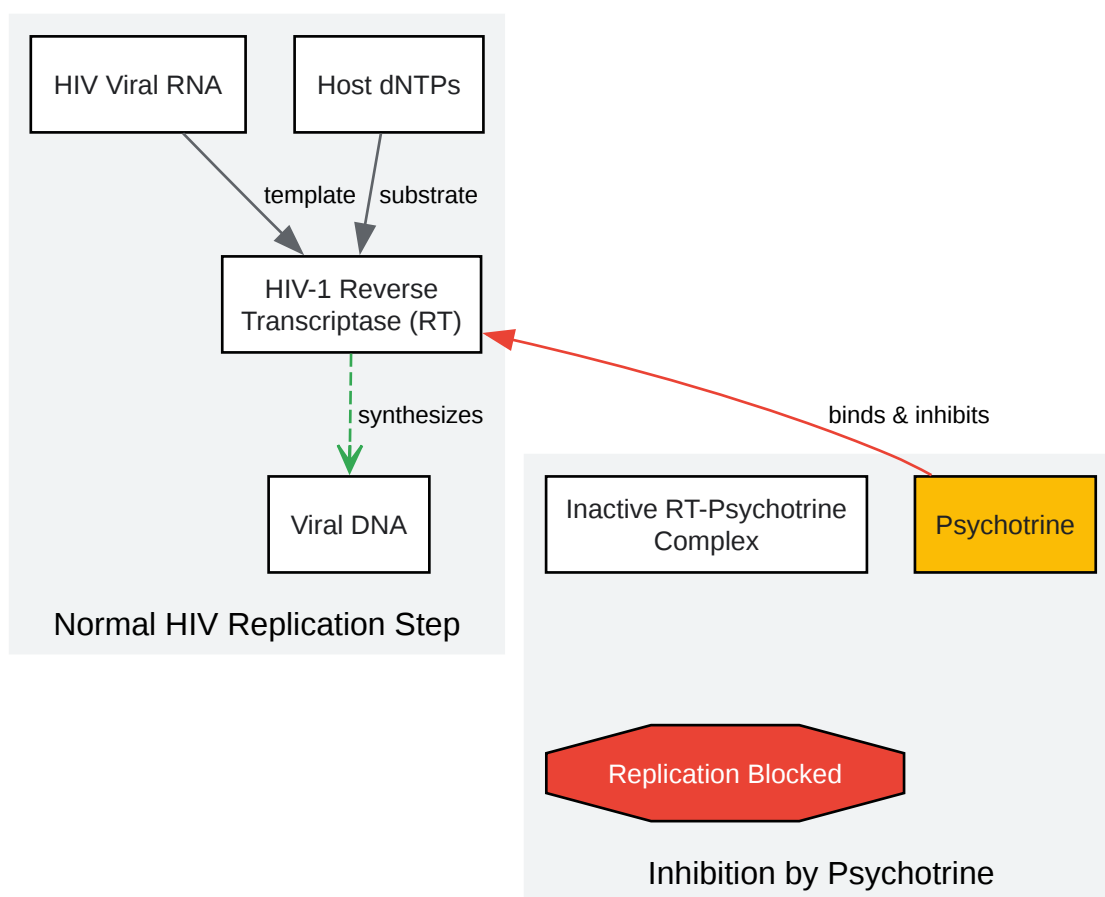 HIV Viral RNA
Host dNTPs
template
substrate
HIV-1 Reverse
Transcriptase (RT)
synthesizes
binds & inhibits
Viral DNA
Inactive RT-Psychotrine
Complex
Psychotrine
Normal HIV Replication Step
Replication Blocked
Inhibition by Psychotrine